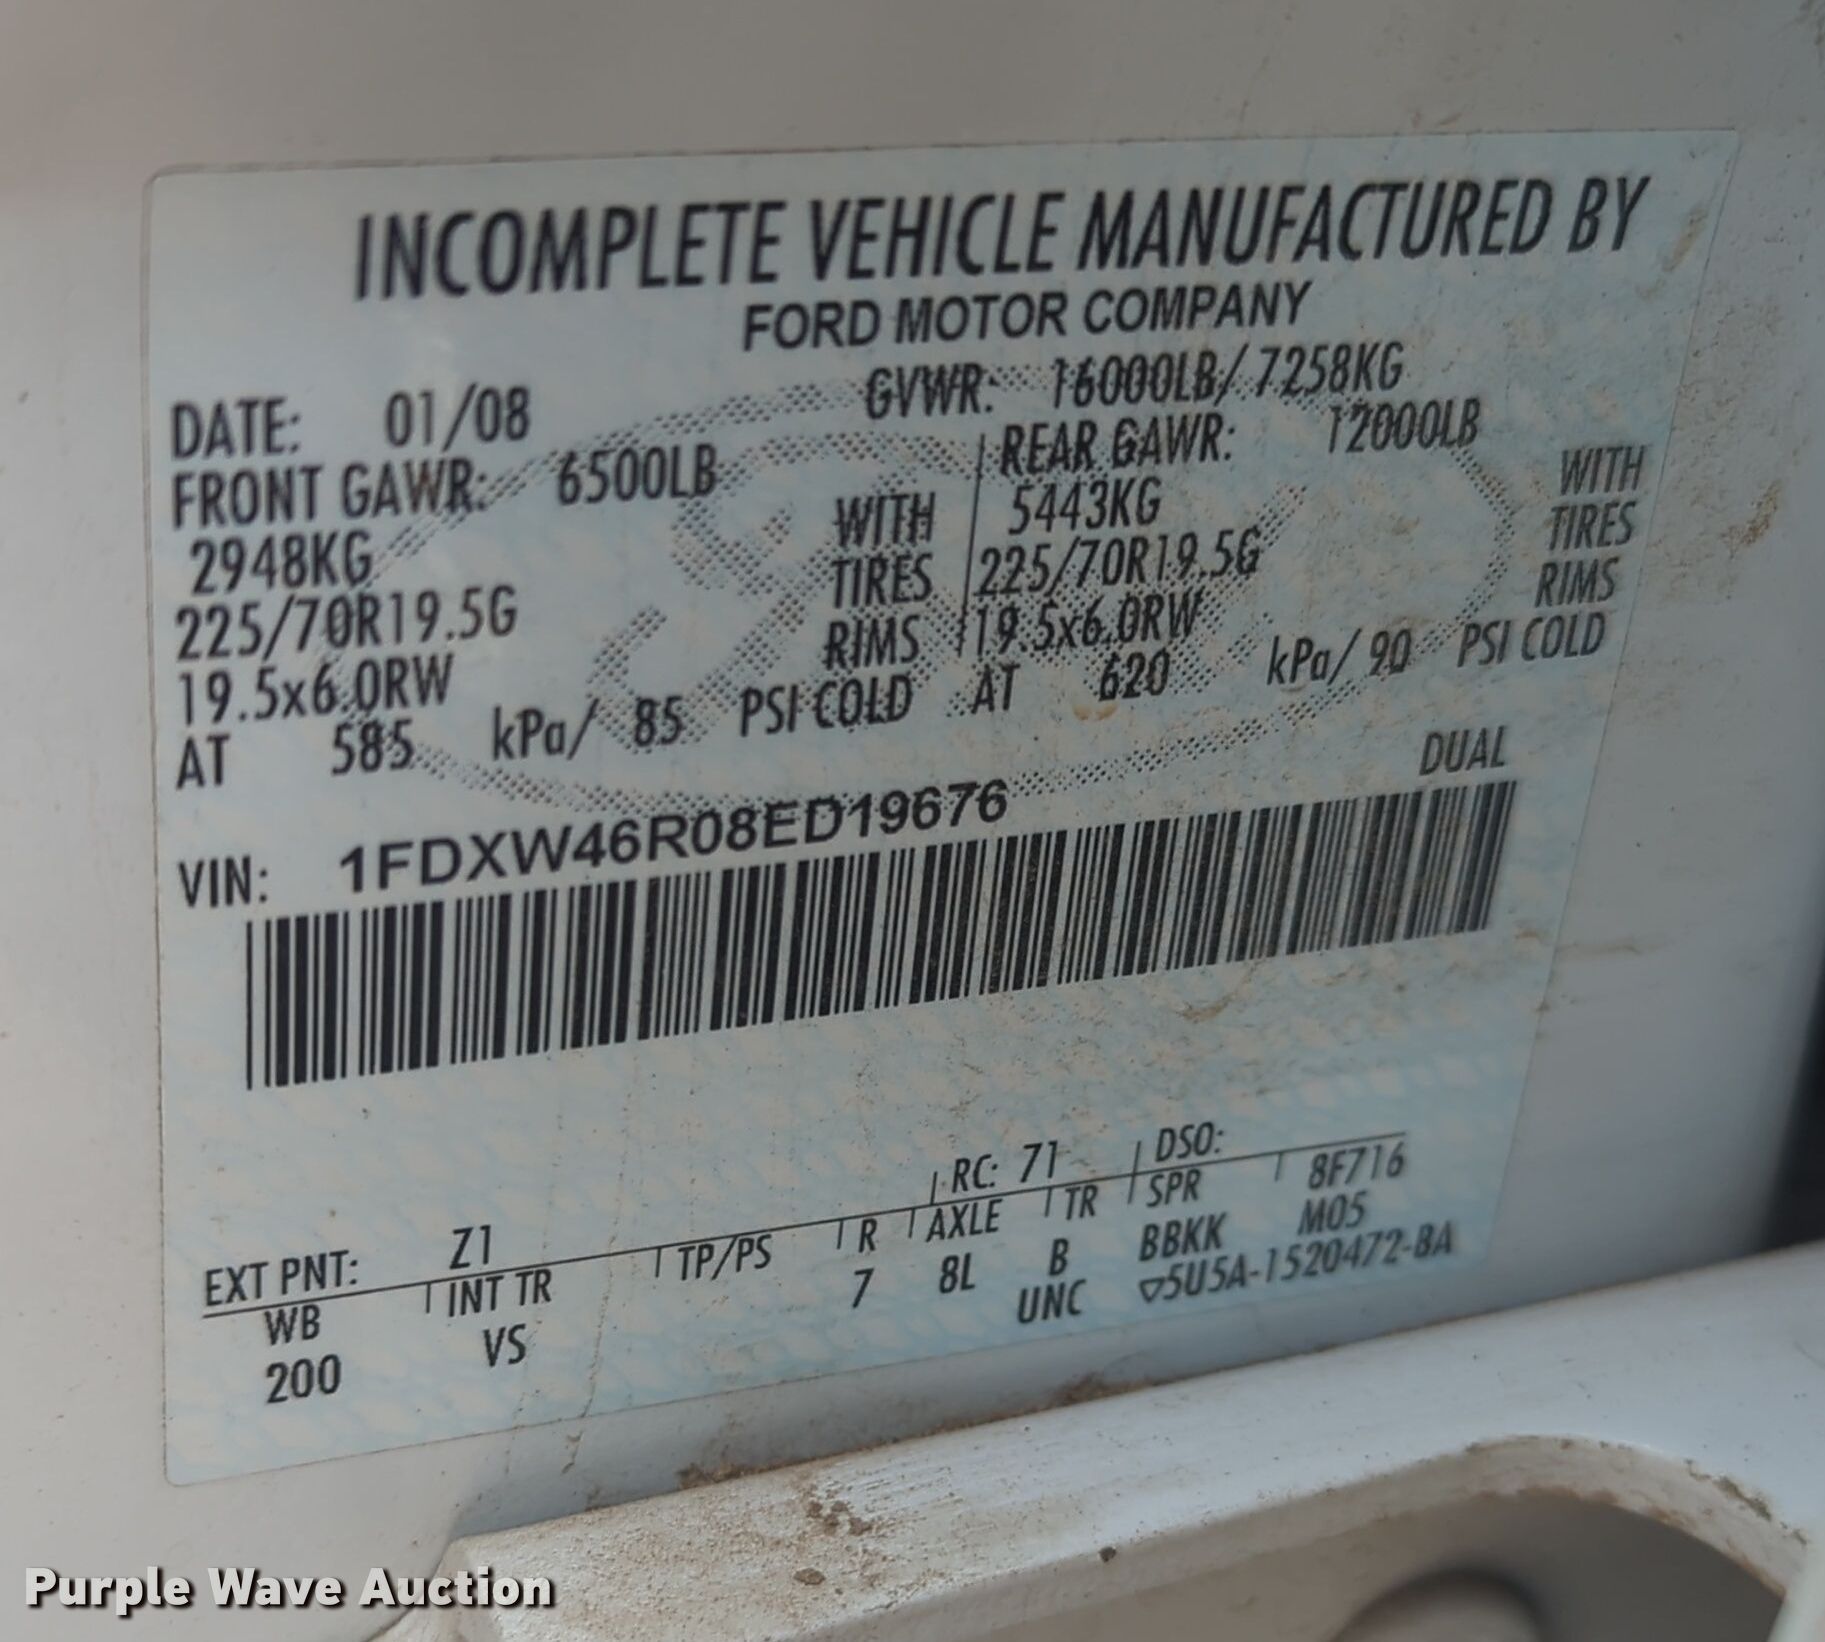 INCOMPLETE VEHICLE MANUFACTURED BY
FORD MOTOR COMPANY
DATE: 01/08 GVWR: 16000LB/ 7258KG
FRONT GAWR: 6500LB REAR GAWR: 12000LB
2948KG WITH 5443KG WITH
225/70R19.5G TIRES 225/70R19.5G TIRES
19.5x6.0RW RIMS 19.5x6.0RW RIMS
AT 585 kPa/ 85 PSI COLD AT 620 kPa/ 90 PSI COLD
DUAL
VIN: 1FDXW46R08ED19676
EXT PNT: Z1 RC: 71 DSO:
WB INT TR TP/PS R AXLE TR SPR 8F716
200 VS 7 8L B BBKK M05
UNC ▽5U5A-1520472-BA
Purple Wave Auction